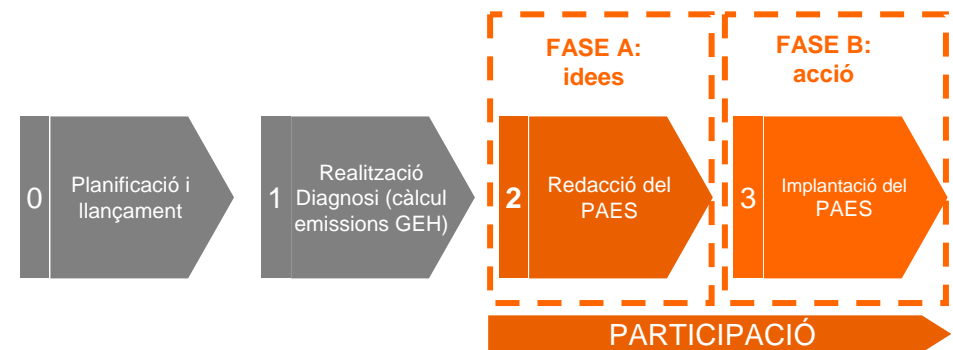 FASE A:
idees
FASE B:
acció
0
Planificació i
llançament
1
Realització
Diagnosi (càlcul
emissions GEH)
2
Redacció del
PAES
3
Implantació del
PAES
PARTICIPACIÓ